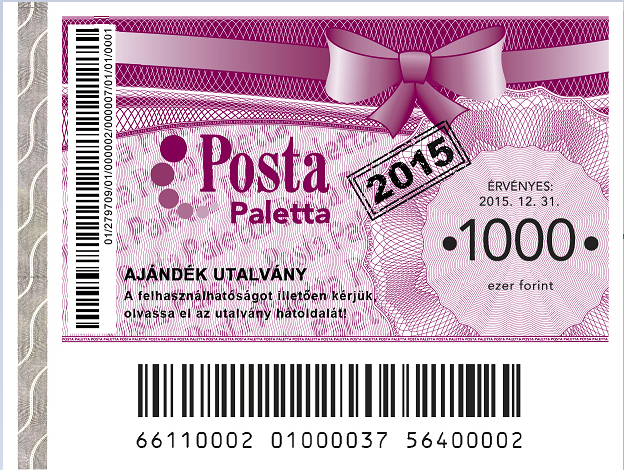 01/279709/01/000002/000007/01/01/0001
Posta
Paletta
2015
ÉRVÉNYES:
2015. 12. 31.
•1000•
ezer forint
AJÁNDÉK UTALVÁNY
A felhasználhatóságot illetően kérjük,
olvassa el az utalvány hátoldalát!
66110002 01000037 56400002